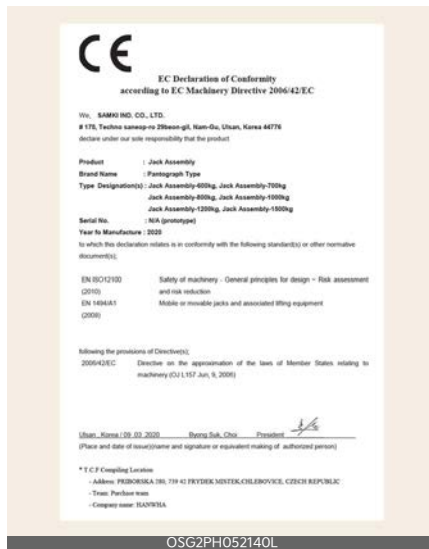 CE
EC Declaration of Conformity
according to EC Machinery Directive 2006/42/EC
We, SAMKI IND. CO., LTD.
# 175, Techno saneop-ro 29beon-gil, Nam-Gu, Ulsan, Korea 44776
declare under our sole responsibility that the product
Product : Jack Assembly
Brand Name : Pantograph Type
Type Designation(s) : Jack Assembly-600kg, Jack Assembly-700kg
Jack Assembly-800kg, Jack Assembly-1000kg
Jack Assembly-1200kg, Jack Assembly-1500kg
Serial No. : N/A (prototype)
Year fo Manufacture : 2020
to which this declaration relates is in conformity with the following standard(s) or other normative
document(s);
EN ISO12100 Safety of machinery - General principles for design - Risk assessment
(2010) and risk reduction
EN 1494/A1 Mobile or movable jacks and associated lifting equipment
(2008)
following the provisions of Directive(s);
2006/42/EC Directive on the approximation of the laws of Member States relating to
machinery (OJ L157 Jun, 9, 2006)
Ulsan, Korea / 09. 03. 2020 Byong Suk, Choi President
(Place and date of issue)(name and signature or equivalent making of authorized person)
* T.C.F Compiling Location
- Address: PRIBORSKA 280, 739 42 FRYDEK MISTEK,CHLEBOVICE, CZECH REPUBLIC
- Team: Purchase team
- Company name: HANWHA
OSG2PH052140L